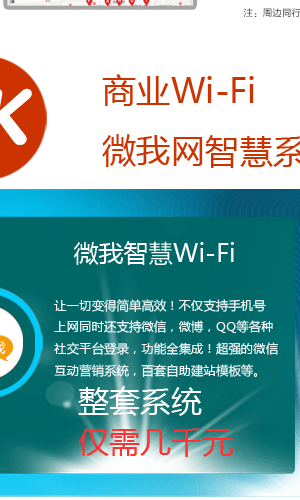 注：周边同行
商业Wi-Fi
微我网智慧系
微我智慧Wi-Fi
让一切变得简单高效！不仅支持手机号
上网同时还支持微信，微博，QQ等各种
社交平台登录，功能全集成！超强的微信
互动营销系统，百套自助建站模板等。
整套系统
仅需几千元